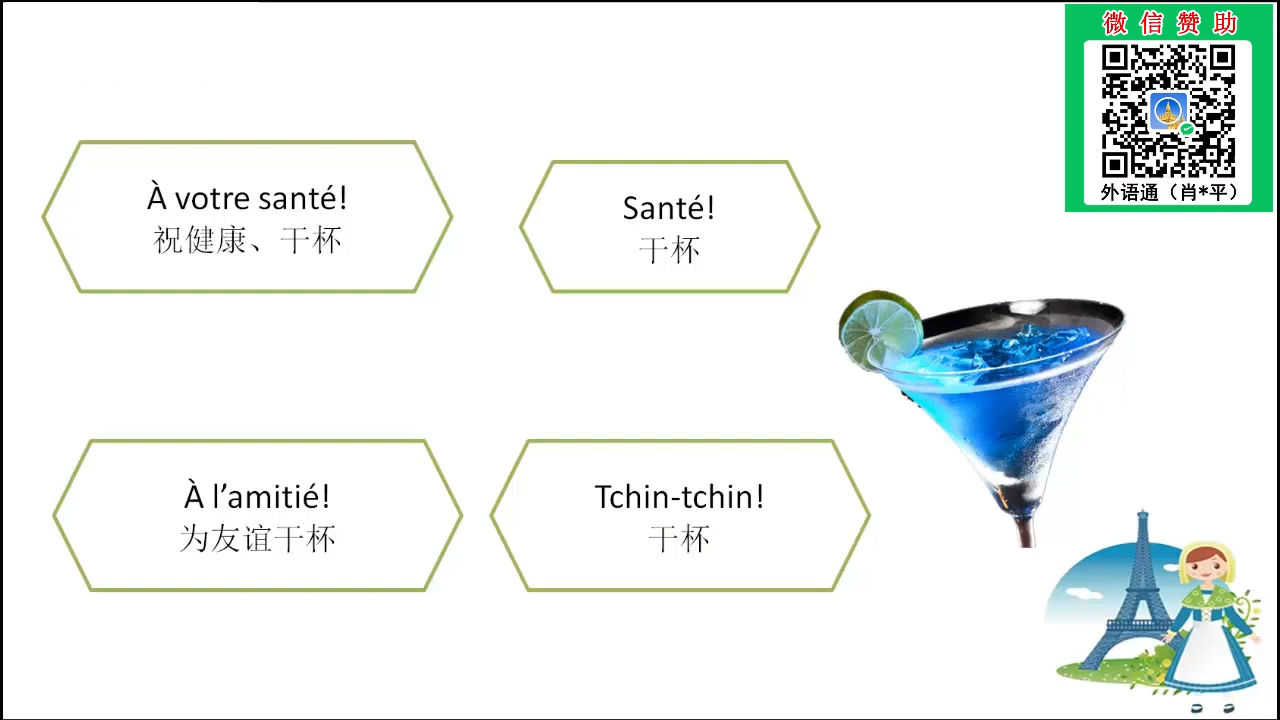 微信赞助
外语通（肖*平）
À votre santé!
祝健康、干杯
Santé!
干杯
À l’amitié!
为友谊干杯
Tchin-tchin!
干杯